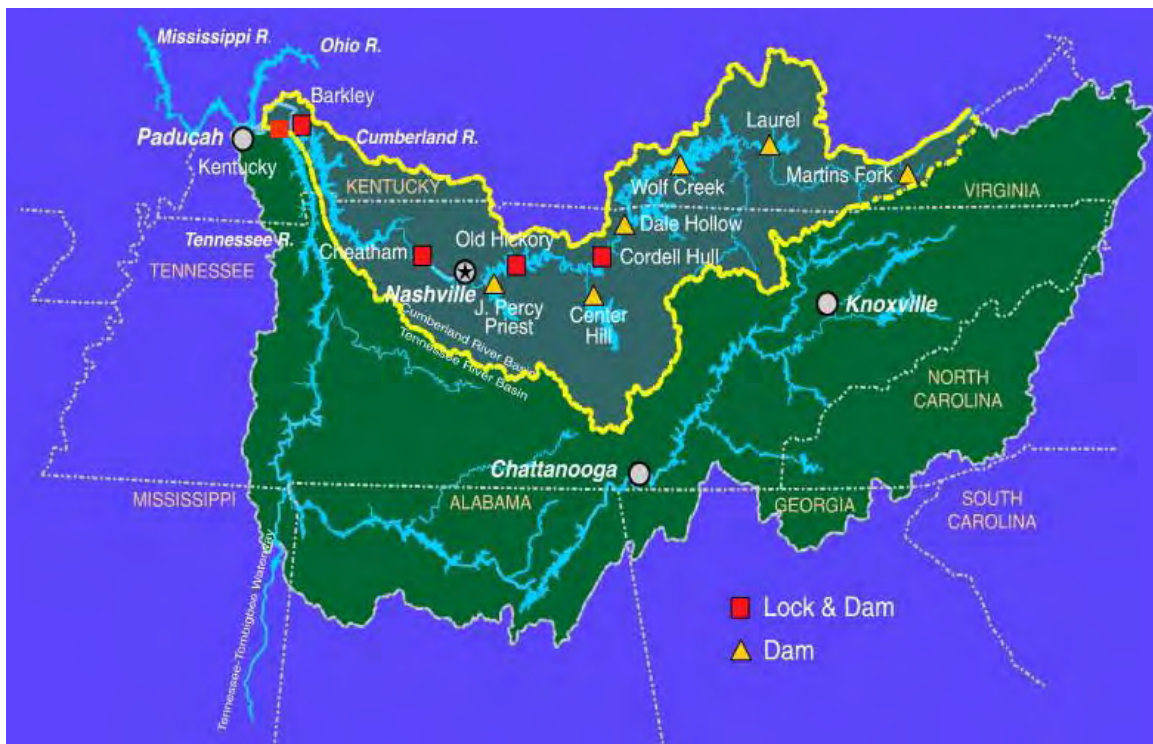 Mississippi R.
Ohio R.
Barkley
Paducah
Cumberland R.
Kentucky
KENTUCKY
Laurel
Wolf Creek
Martins Fork
VIRGINIA
Dale Hollow
Tennessee R.
TENNESSEE
Cheatham
Old Hickory
Cordell Hull
Nashville
J. Percy
Priest
Center
Hill
Knoxville
Cumberland River Basin
Tennessee River Basin
NORTH
CAROLINA
Chattanooga
MISSISSIPPI
ALABAMA
GEORGIA
SOUTH
CAROLINA
Tennessee-Tombigbee Waterway
Lock & Dam
Dam